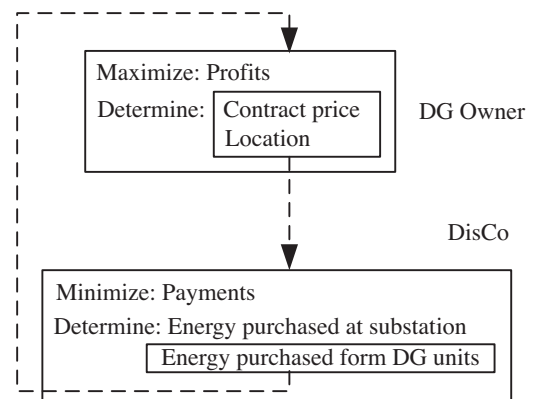 Maximize: Profits
Determine: Contract price
Location
DG Owner
DisCo
Minimize: Payments
Determine: Energy purchased at substation
Energy purchased form DG units